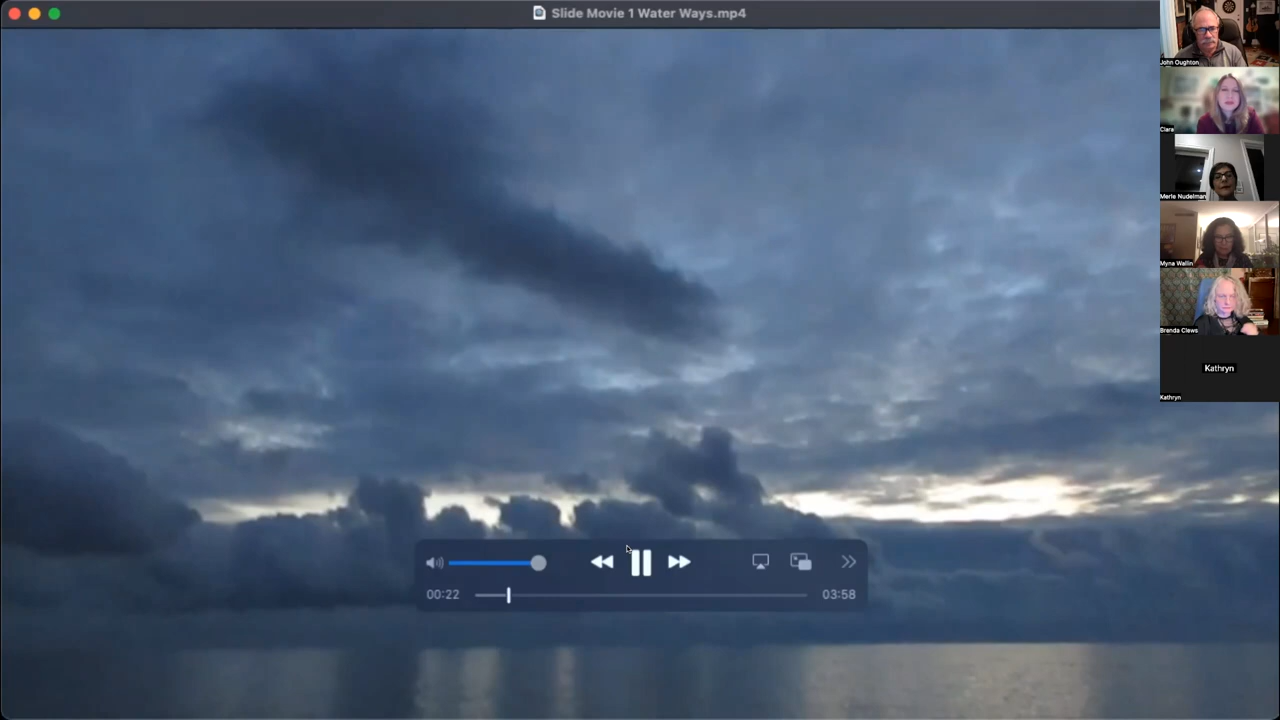 Slide Movie 1 Water Ways.mp4
John Oughton
Clara
Merle Nudelman
Myna Wallin
Brenda Clews
Kathryn
Kathryn
00:22
03:58